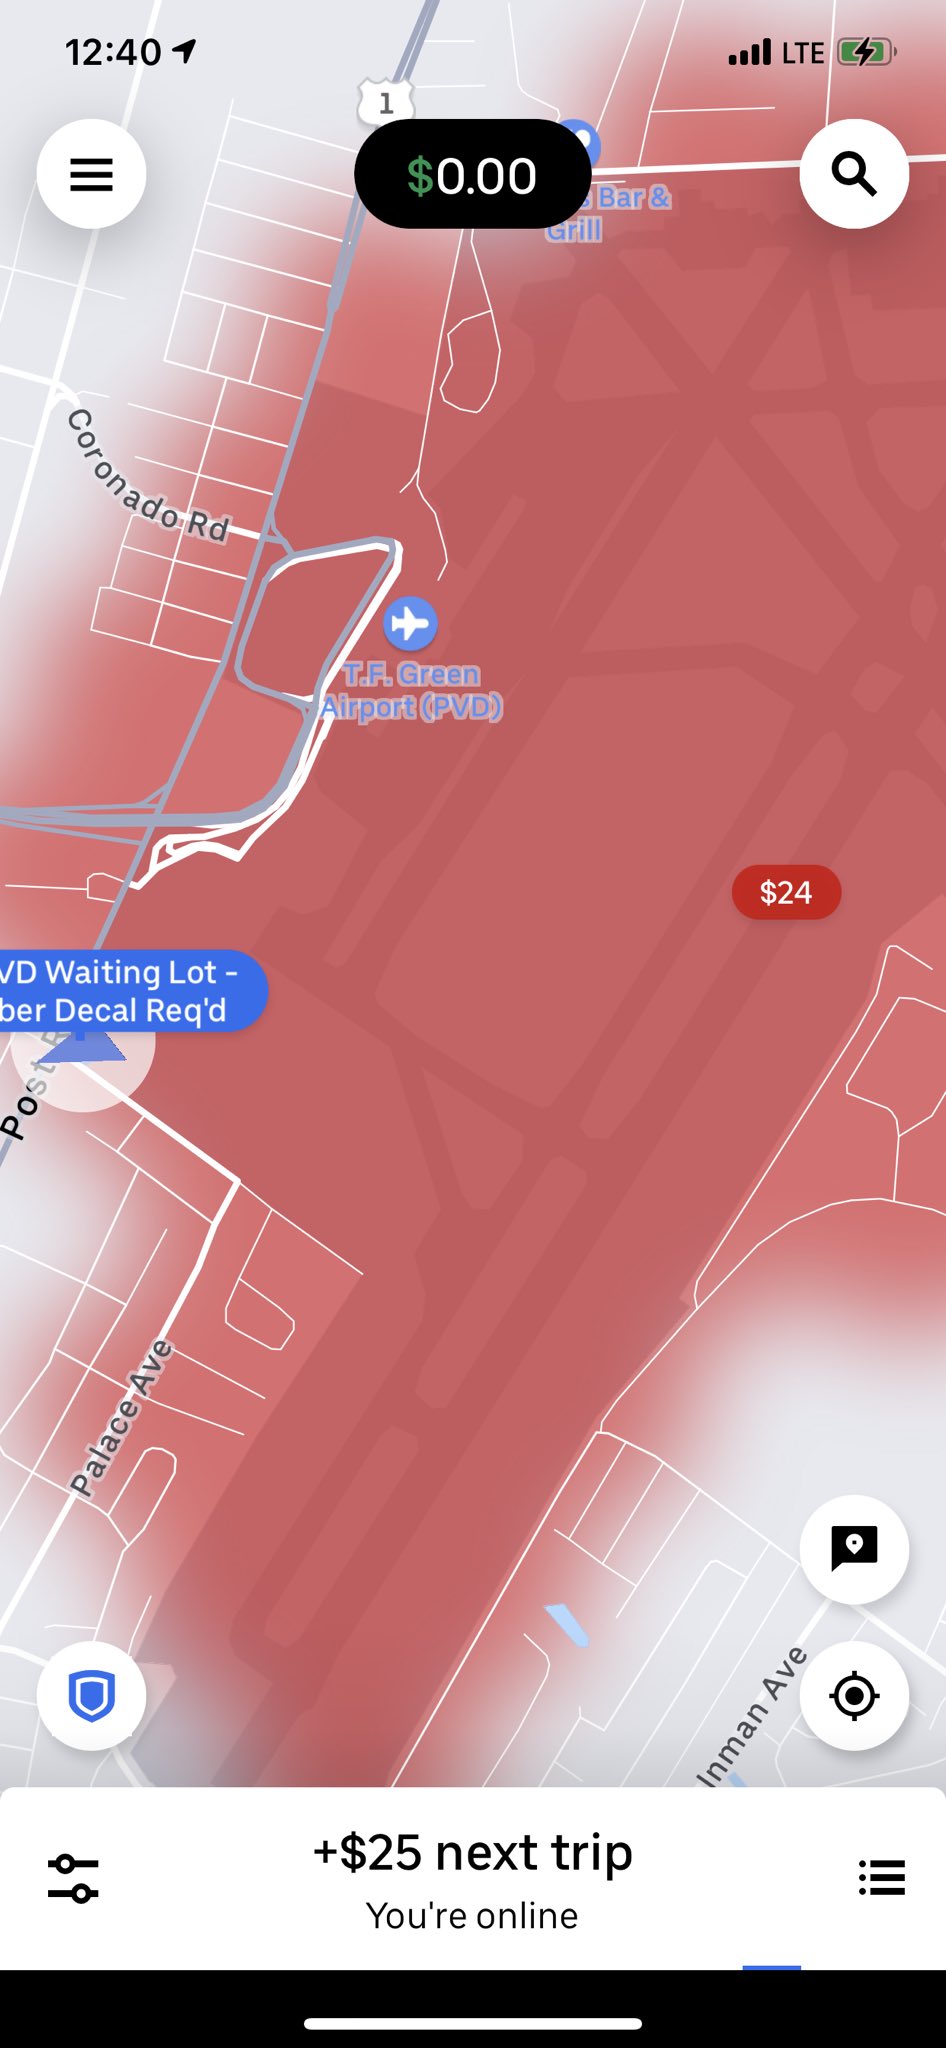 12:40
LTE
1
$0.00
s Bar &
Grill
Coronado Rd
T.F. Green
Airport (PVD)
$24
VD Waiting Lot -
ber Decal Req'd
Post R
Palace Ave
Inman Ave
+$25 next trip
You're online